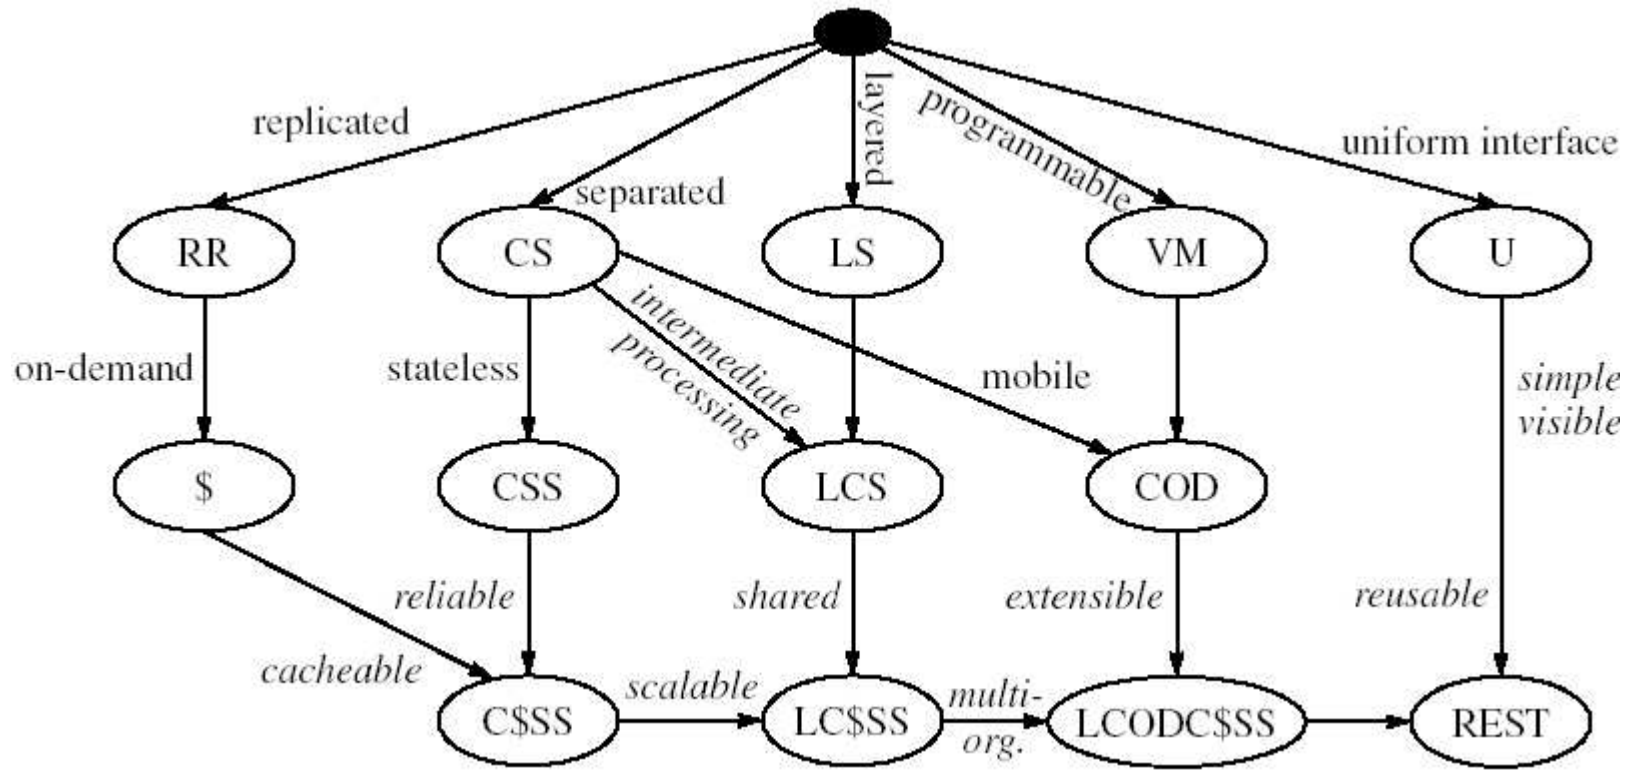 layered
programmable
replicated
uniform interface
separated
RR
CS
LS
VM
U
intermediate
processing
on-demand
stateless
mobile
simple
visible
$
CSS
LCS
COD
reliable
shared
extensible
reusable
cacheable
scalable
multi-
org.
C$SS
LC$SS
LCODC$SS
REST